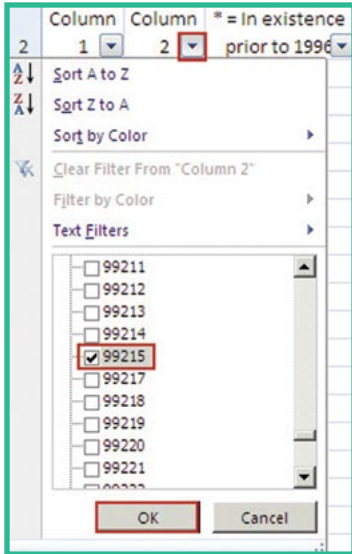 Column Column * = In existence
2 1 2 prior to 1996
Sort A to Z
Sort Z to A
Sort by Color
Clear Filter From "Column 2"
Filter by Color
Text Filters
99211
99212
99213
99214
99215
99217
99218
99219
99220
99221
OK Cancel